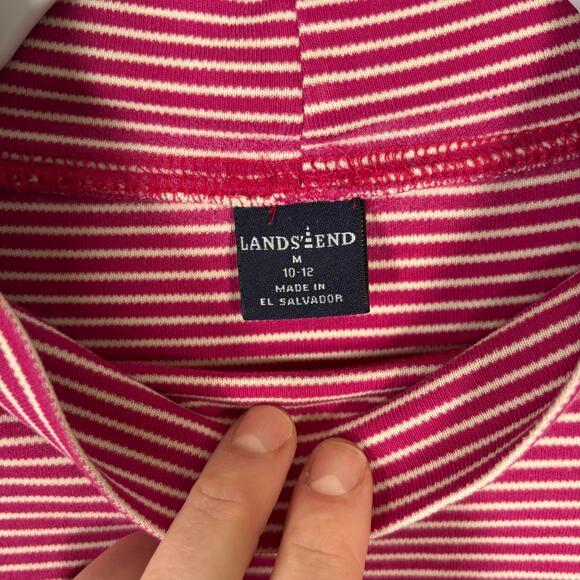 LANDS' END
M
10-12
MADE IN
EL SALVADOR